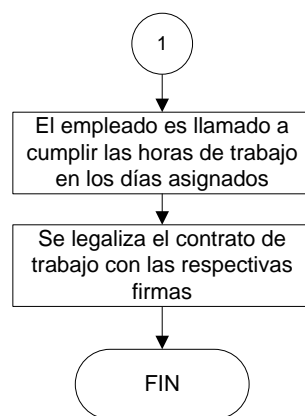 1
El empleado es llamado a
cumplir las horas de trabajo
en los días asignados
Se legaliza el contrato de
trabajo con las respectivas
firmas
FIN